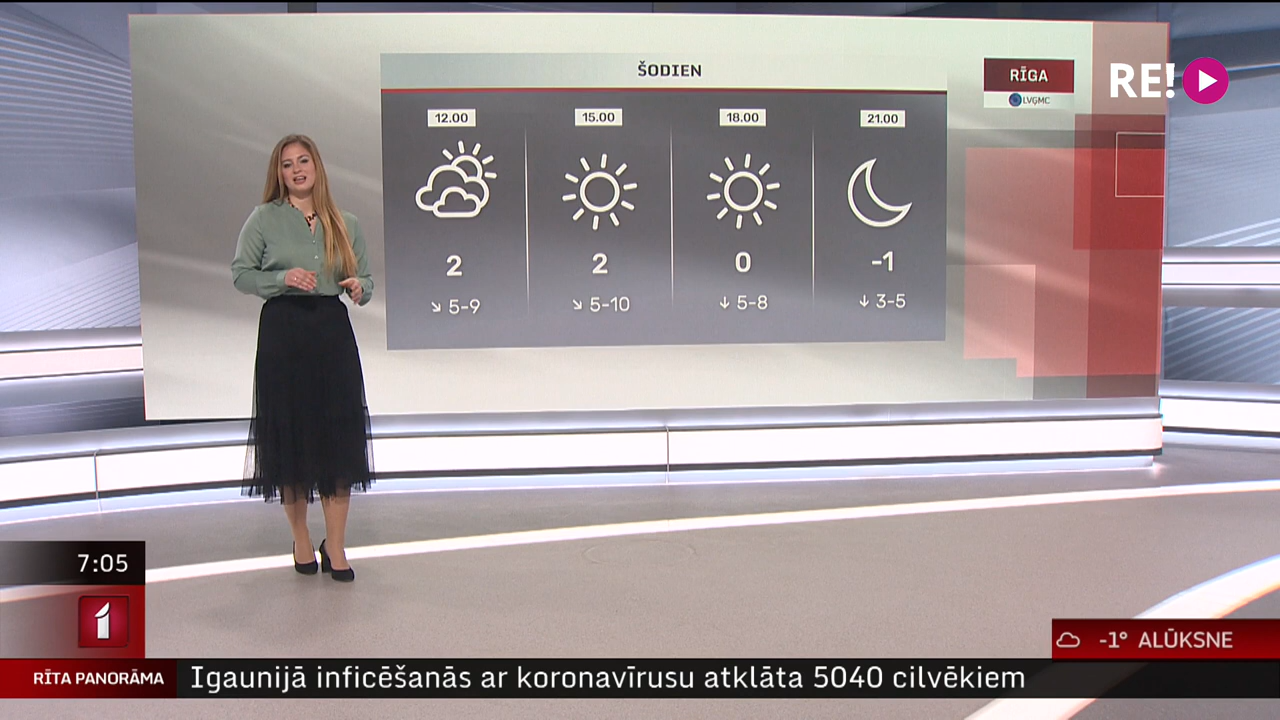 ŠODIEN
RĪGA
LVĢMC
RE!
12.00
15.00
18.00
21.00
2
2
0
-1
↘ 5-9
↘ 5-10
↓ 5-8
↓ 3-5
7:05
1
-1° ALŪKSNE
RĪTA PANORĀMA
Igaunijā inficēšanās ar koronavīrusu atklāta 5040 cilvēkiem